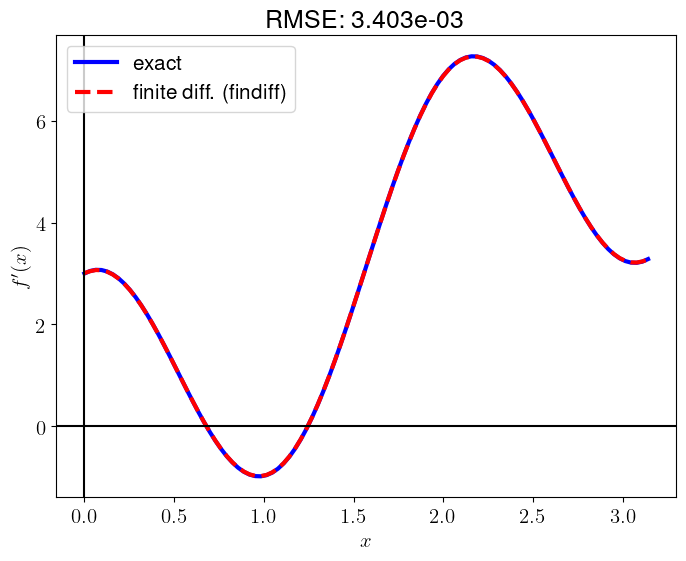 RMSE: 3.403e-03
exact
finite diff. (findiff)
f′(x)
6
4
2
0
0.0 0.5 1.0 1.5 2.0 2.5 3.0
x